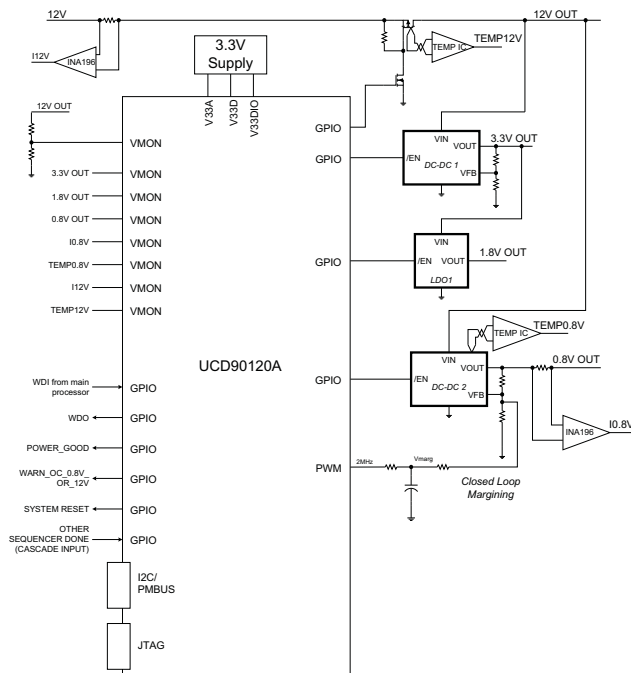 12V
12V OUT
I12V
INA196
3.3V
Supply
TEMP IC
TEMP12V
V33A
V33D
V33DIO
12V OUT
GPIO
VMON
GPIO
VIN
VOUT
3.3V OUT
/EN
DC-DC 1
VFB
3.3V OUT
VMON
1.8V OUT
VMON
0.8V OUT
VMON
I0.8V
VMON
TEMP0.8V
VMON
I12V
VMON
TEMP12V
VMON
GPIO
VIN
/EN
VOUT
1.8V OUT
LDO1
TEMP IC
TEMP0.8V
UCD90120A
VIN
VOUT
0.8V OUT
GPIO
/EN
DC-DC 2
VFB
INA196
I0.8V
WDI from main
processor
GPIO
WDO
GPIO
POWER_GOOD
GPIO
WARN_OC_0.8V_
OR_12V
GPIO
SYSTEM RESET
GPIO
OTHER
SEQUENCER DONE
(CASCADE INPUT)
GPIO
PWM
2MHz
Vmarg
Closed Loop
Margining
I2C/
PMBUS
JTAG